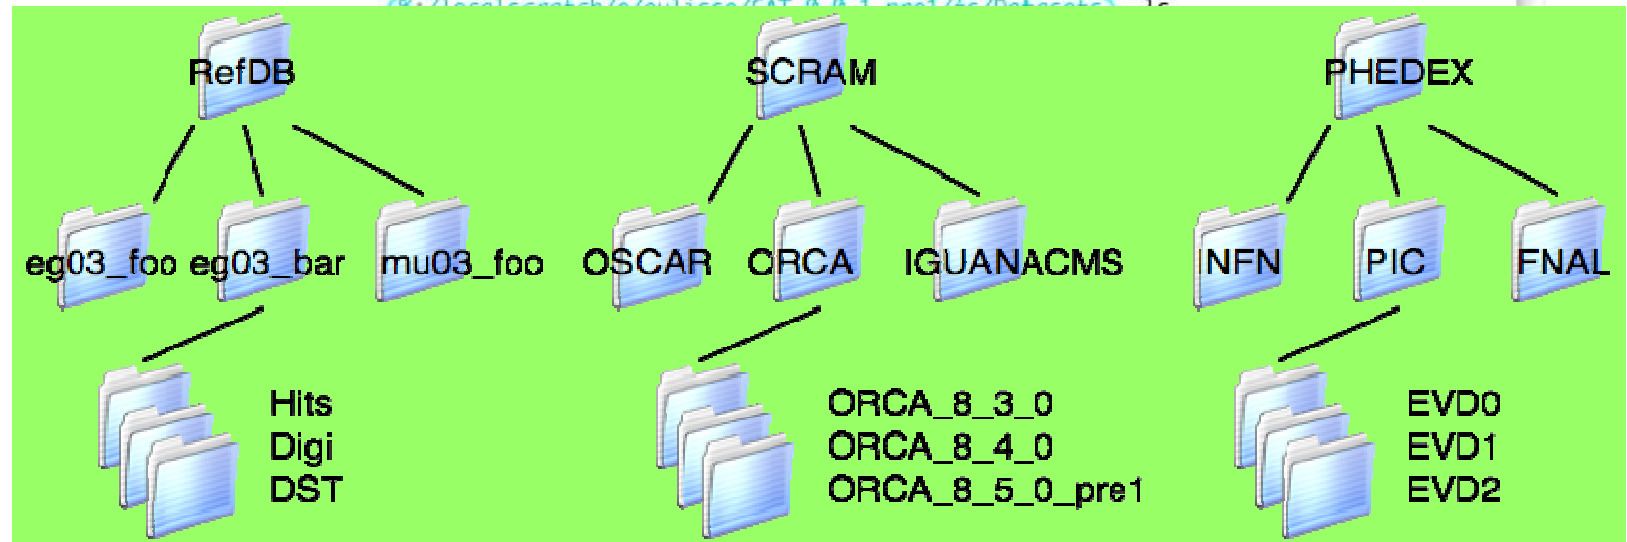 RefDB SCRAM PHEDEX
eg03_foo eg03_bar mu03_foo OSCAR ORCA IGUANACMS INFN PIC FNAL
Hits ORCA_8_3_0 EVD0
Digi ORCA_8_4_0 EVD1
DST ORCA_8_5_0_pre1 EVD2